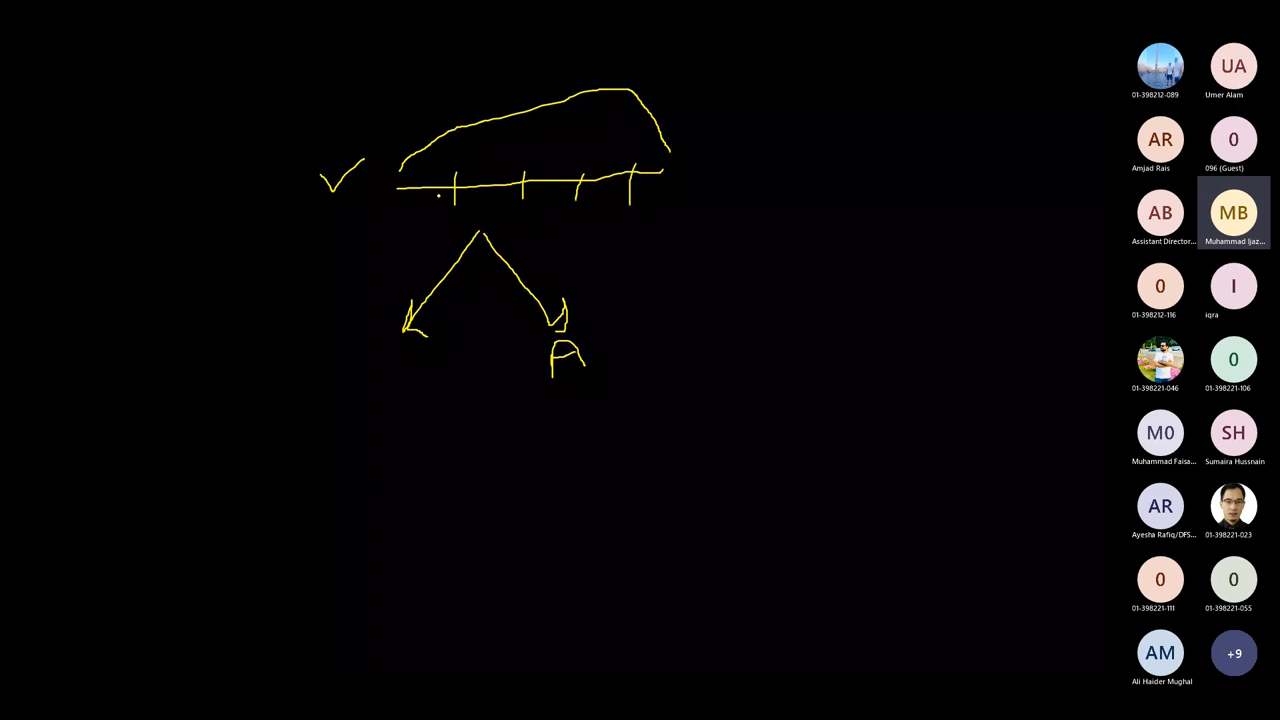 UA
01-398212-089
Umer Alam
AR
0
Amjad Rais
096 (Guest)
AB
MB
Assistant Director...
Muhammad Ijaz...
0
I
01-398212-116
iqra
0
01-398221-046
01-398221-106
M0
SH
Muhammad Faisa...
Sumaira Hussnain
AR
Ayesha Rafiq/DFS...
01-398221-023
0
0
01-398221-111
01-398221-055
AM
+9
Ali Haider Mughal
A